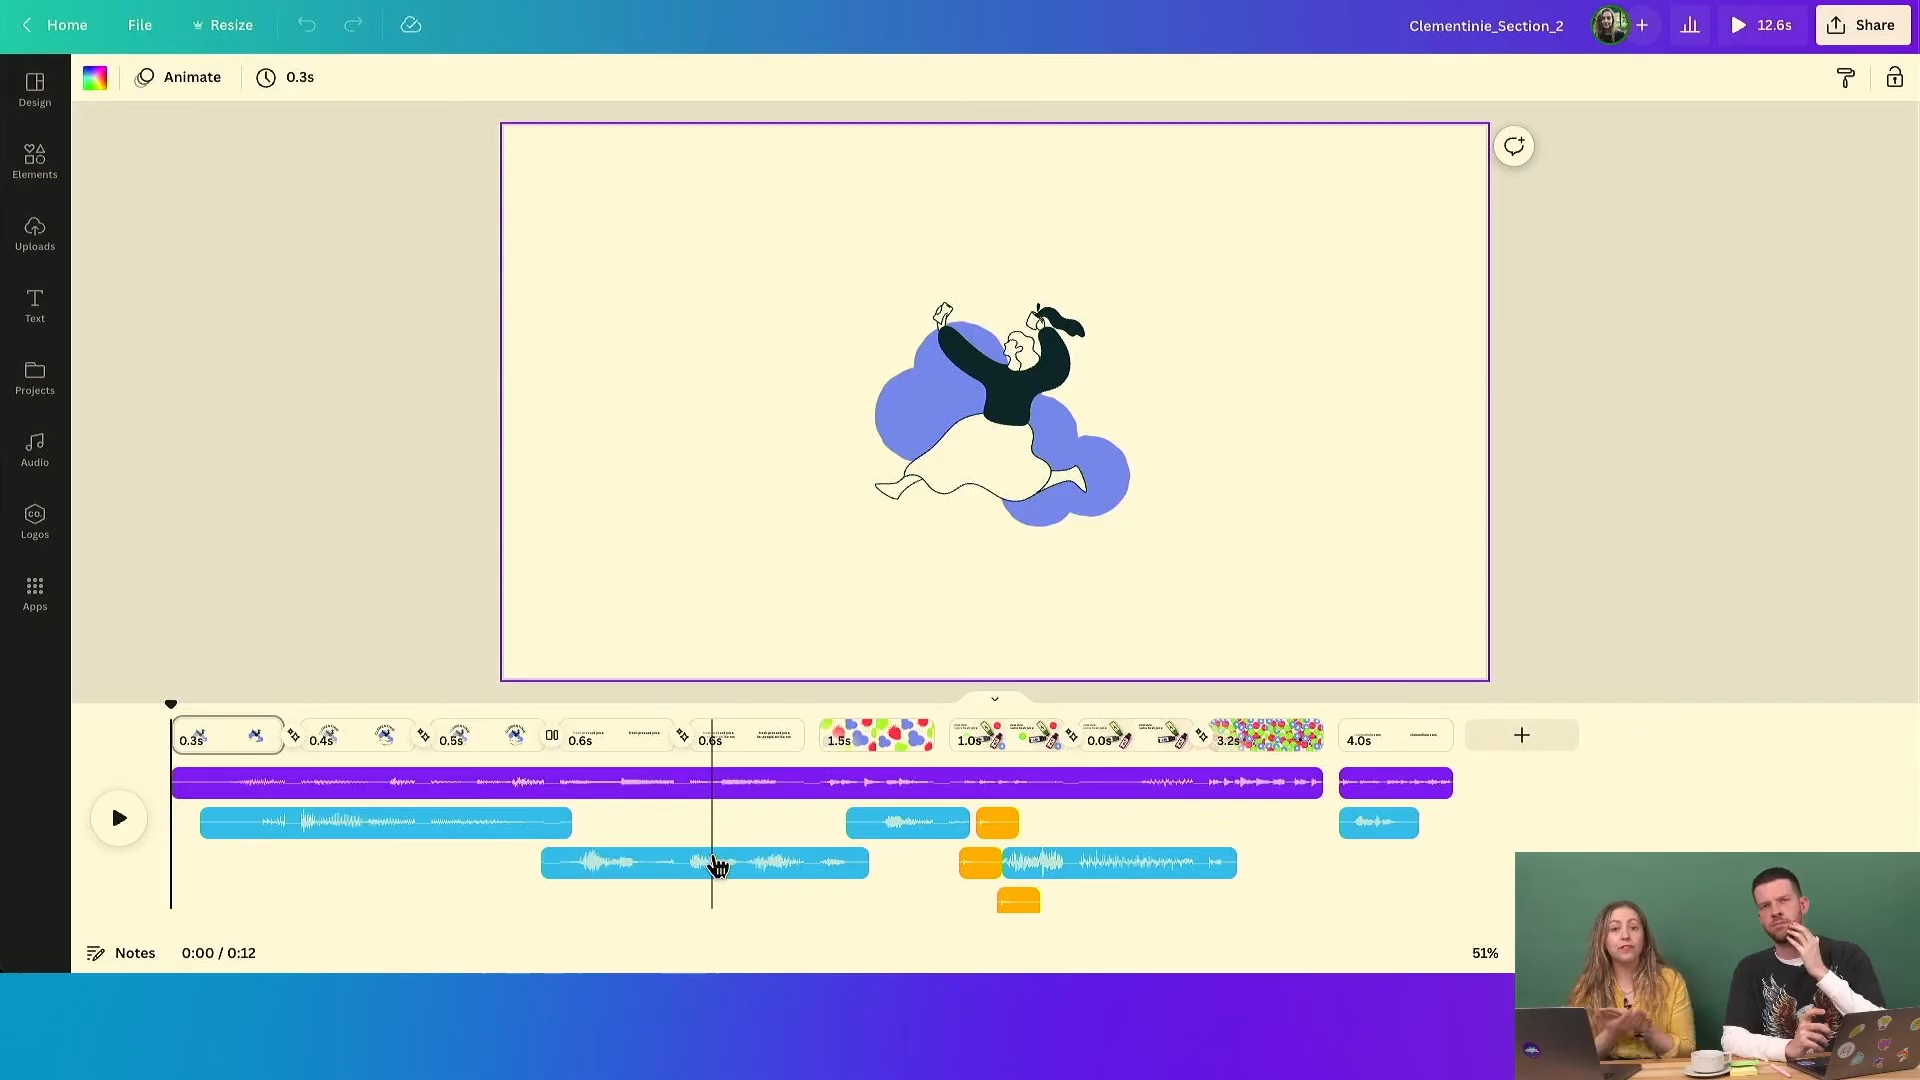 Home
File
Resize
Clementinie_Section_2
12.6s
Share
Animate
0.3s
Design
Elements
Uploads
Text
Projects
Audio
CO.
Logos
Apps
0.3s
0.4s
0.5s
0.6s
0.6s
1.5s
1.0s
0.0s
3.2s
4.0s
Notes
0:00 / 0:12
51%